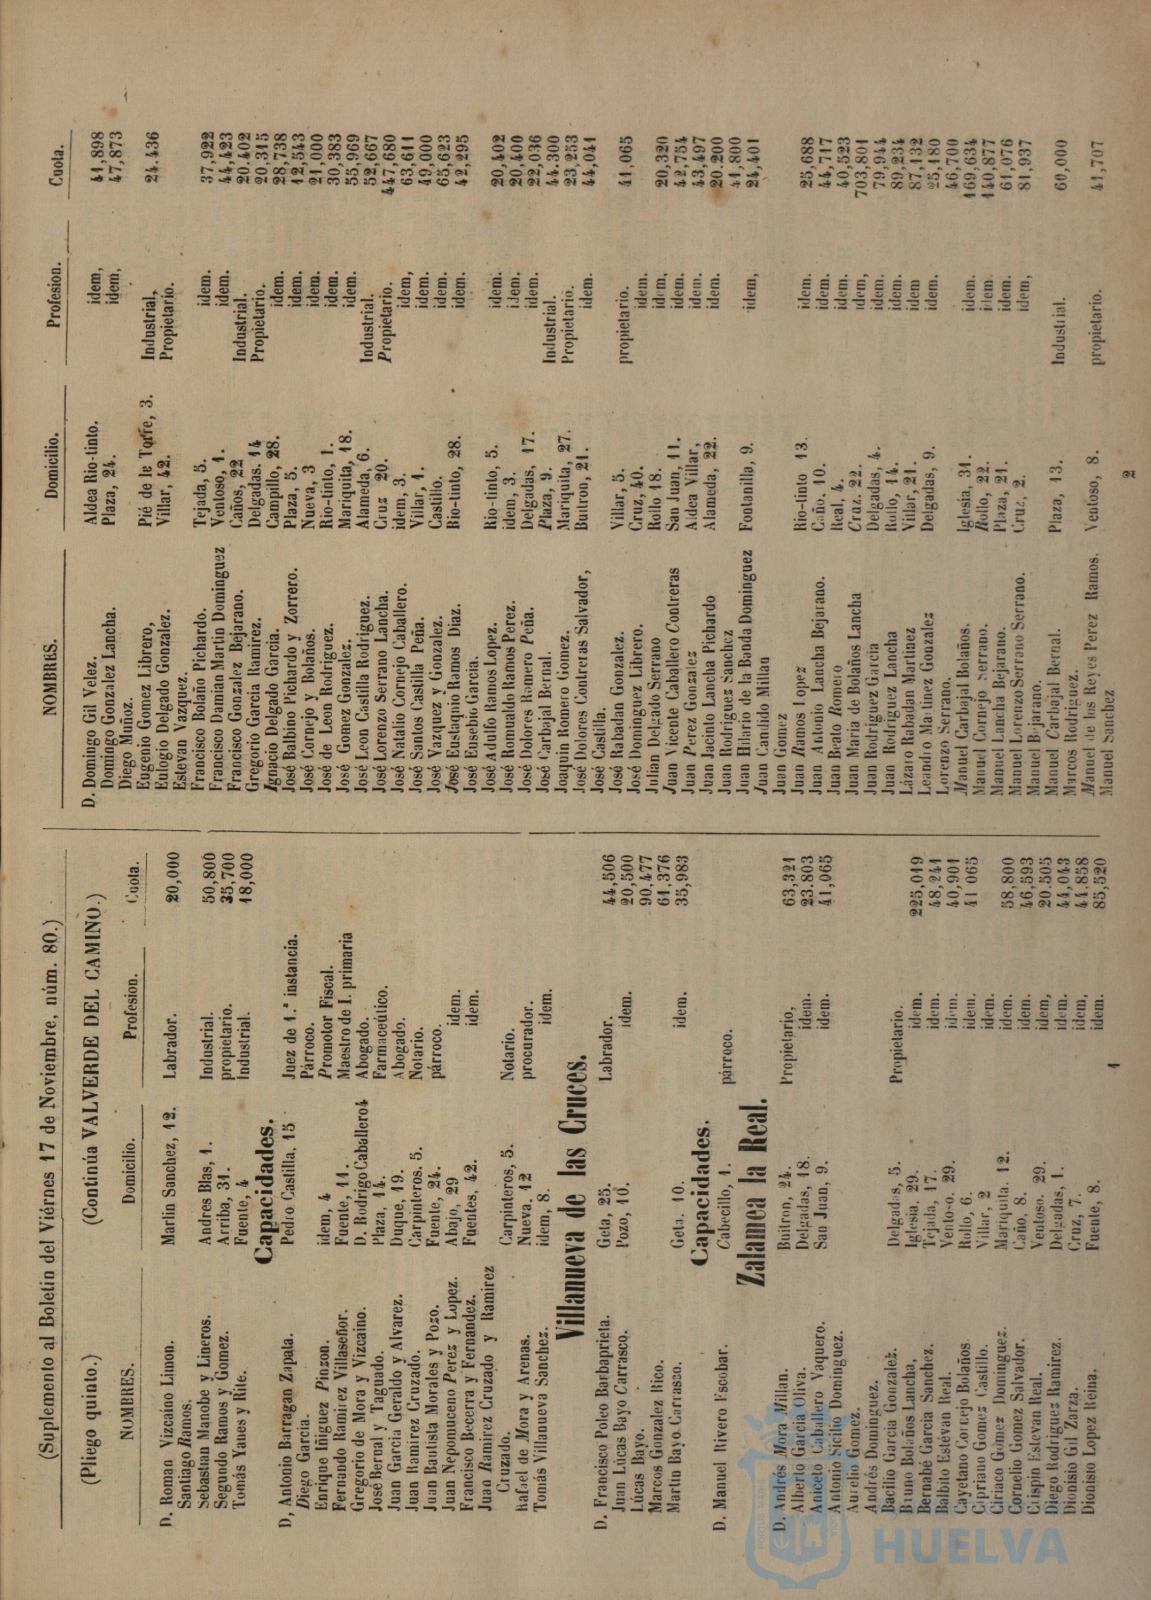 (Suplemento al Boletin del Viérnes 17 de Noviembre, núm. 80.)
(Pliego quinto.) (Continúa VALVERDE DEL CAMINO.)
NOMBRES. Domicilio. Profesion. Cuota.
D. Roman Vizcaino Limon. Martin Sanchez, 12. Labrador. 20,000
Santiago Ramos.
Sebastian Manobe y Lineros. Andres Blas, 1. Industrial. 50,800
Segundo Ramos y Gomez. Arriba, 31. propietario. 35,700
Tomás Yanes y Rite. Fuente, 4 Industrial. 18,000
Capacidades.
D, Antonio Barragan Zapata. Pedro Castilla, 15 Juez de 1.ª instancia.
Diego Garcia. Párroco.
Enrique Iñiguez Pinzon. idem, 4 Promotor Fiscal.
Fernando Ramirez Villaseñor. Fuente, 11. Maestro de I. primaria
Gregorio de Mora y Vizcaino. D. Rodrigo Caballero 4 Abogado.
José Bernal y Taguado. Plaza, 14. Farmaceutico.
Juan Garcia Geraldo y Alvarez. Duque, 19. Abogado.
Juan Ramirez Cruzado. Carpinteros. 5. Notario.
Juan Bautista Morales y Pozo. Fuente, 24. párroco.
Juan Nepomuceno Perez y Lopez. Abajo, 29 idem.
Francisco Becerra y Fernandez. Fuentes, 42. idem.
Juan Ramirez Cruzado y Ramirez
Cruzado. Carpinteros, 5. Notario.
Rafael de Mora y Arenas. Nueva, 12 procurador.
Tomás Villanueva Sanchez. idem, 8. idem.
Villanueva de las Cruces.
D. Francisco Poleo Barbaprieta. Geta, 25. Labrador. 44,506
Juan Lúcas Bayo Carrasco. Pozo, 10. idem. 20,500
Lúcas Bayo. 90,477
Marcos Gonzalez Rico. 61,376
Martin Bayo Carrasco. Geta. 10. idem. 35,983
Capacidades.
D. Manuel Rivero Escobar. Cabecillo, 1. párroco.
Zalamea la Real.
D. Andrés Mora Millan. Buitron, 24. Propietario, 63,321
Alberto Garcia Oliva. Delgadas, 18. idem. 23.803
Aniceto Caballero Vaquero. San Juan, 9. idem. 41,065
Antonio Sicilio Dominguez.
Aurelio Gomez.
Andrés Dominguez.
Bacilio Garcia Gonzalez. Delgadas, 5. Propietario.
Bruno Bolaños Lancha, Iglesia, 29. idem. 225,019
Bernabé Garcia Sanchez. Tejada, 17. idem. 48,241
Balbito Estévan Real. Ventoso, 29. idem. 40,901
Cayetano Cornejo Bolaños Rollo, 6. idem. 41 065
Cipriano Gomez Castillo. Villar, 2 idem.
Ciriaco Gomez Dominguez. Mariquita. 12. idem. 58,800
Cornelio Gomez Salvador. Caño, 8. idem. 46,593
Crispin Estevan Real. Ventoso. 29. idem, 20,505
Diego Rodriguez Ramirez. Delgadas, 1. idem. 44,043
Dionisio Gil Zarza. Cruz, 7. idem, 41.858
Dionisio Lopez Reina. Fuente, 8. idem. 85,520
1
NOMBRES. Domicilio. Profesion. Cuota.
D. Domingo Gil Velez. Aldea Rio-tinto. idem, 41,898
Domingo Gonzalez Lancha. Plaza, 24. idem, 47,873
Diego Muñoz.
Eugenio Gomez Librero, Pié de le Torre, 3. Industrial, 24.436
Eulogio Delgado Gonzalez. Villar, 42. Propietario.
Estevan Vazquez.
Francisco Bolaño Pichardo. Tejada, 5. idem. 37,922
Francisco Damian Martin Dominguez Ventoso, 1. idem. 44,423
Francisco Gonzalez Bejarano. Caños, 22 Industrial. 20.402
Gregorio Garcia Ramirez. Delgadas. 14 Propietario. 20.315
Ignacio Delgado Garcia. Campillo, 28. idem. 28,738
José Balbino Pichardo y Zorrero. Plaza, 5. idem. 12,543
José Cornejo y Bolaños. Nueva, 3 idem. 21,000
José de Leon Rodriguez. Rio-tinto, 1. idem. 30,383
José Gomez Gonzalez. Mariquita, 18. idem. 55,969
José Leon Castilla Rodriguez. Alameda, 6. Industrial. 52,667
José Lorenzo Serrano Lancha. Cruz 20. Propietario. 447,680
José Natalio Cornejo Caballero. idem, 3. idem, 63,611
José Santos Castilla Peña. Villar, 1. idem. 49,000
José Vazquez y Gonzalez. Castillo. idem. 65,623
José Eustaquio Ramos Diaz. Rio-tinto, 28. idem. 42,295
José Eusebio Garcia.
José Adulfo Ramos Lopez. Rio-tinto, 5. idem. 20,402
José Romualdo Ramos Perez. idem, 3. idem. 20,400
José Dolores Romero Peña. Delgadas, 17. idem. 22,036
José Carbajal Bernal. Plaza, 9. Industrial. 44.300
Joaquin Romero Gomez. Mariquita, 27. Propietario. 23,253
José Dolores Contreras Salvador, Buitron, 21. idem. 44,041
José Castilla.
José Rabadan Gonzalez. Villar, 5. propietario. 41,065
José Dominguez Librero. Cruz, 40. idem.
Julian Delgado Serrano Rollo 18. idem, 20,320
Juan Vicente Caballero Contreras San Juan, 11. idem. 42,754
Juan Perez Gonzalez Aldea Villar, idem. 43,497
Juan Jacinto Lancha Pichardo Alameda, 22. idem. 20.200
Juan Rodriguez Sanchez 41,800
Juan Hilario de la Banda Dominguez Fontanilla, 9. idem, 24,401
Juan Candido Millan
Juan Gomez
Juan Ramos Lopez Rio-tinto 13. idem. 25,688
Juan Antonio Lancha Bejarano. Caño. 10. idem. 44,717
Juan Beato Romero Real, 4. idem. 40,523
Juan Maria de Bolaños Lancha Cruz. 22. idem, 703,801
Juan Rodriguez Garcia Delgadas, 4. idem. 79,944
Juan Rodriguez Lancha Rollo, 14. idem. 89,234
Lázaro Rabadan Martinez Villar, 21. idem 87,132
Leandro Martinez Gonzalez Delgadas, 9. idem. 25,180
Lorenzo Serrano. 46,700
Manuel Carbajal Bolaños. Iglesia, 31. idem. 169,634
Manuel Cornejo Serrano. Rollo, 22. idem. 140,877
Manuel Lancha Bejarano. Plaza, 21. idem. 61,076
Manuel Lorenzo Serrano Serrano. Cruz, 2. idem, 81,937
Manuel Bejarano.
Manuel Carbajal Bernal. Plaza, 13. Industrial. 60,000
Marcos Rodriguez.
Manuel de los Reyes Perez Ramos. Ventoso, 8. propietario. 41,707
Manuel Sanchez
2
HUELVA